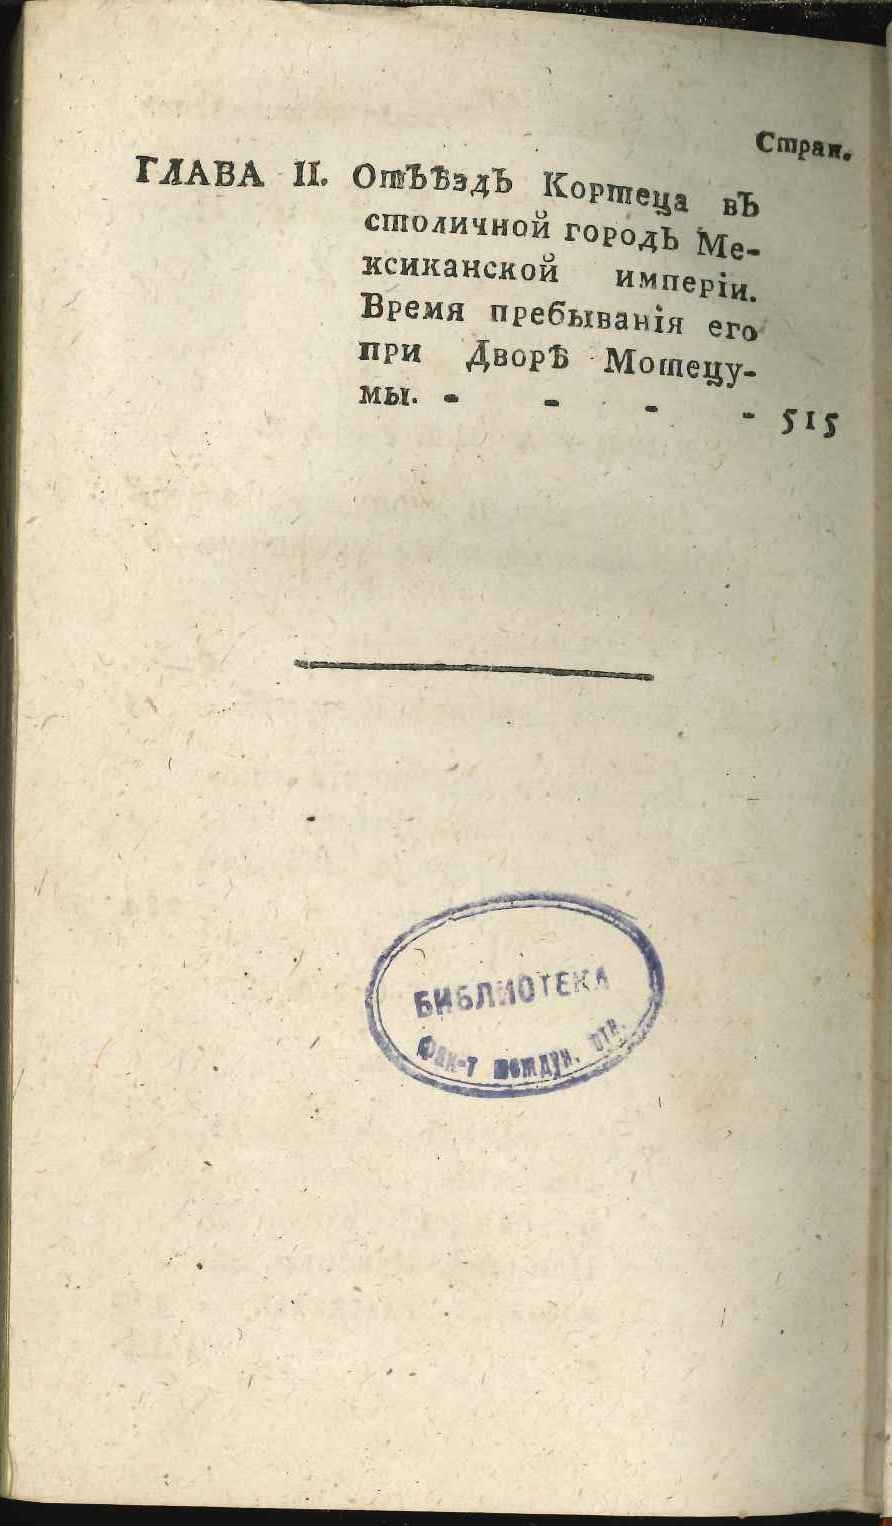 Стран.
ГЛАВА II. Отъѣздъ Кортеца въ
столичной городъ Ме-
ксиканской имперіи.
Время пребыванія его
при Дворѣ Мотецу-
мы. - - - - 515
БИБЛИОТЕКА
Фак-т междун. отн.